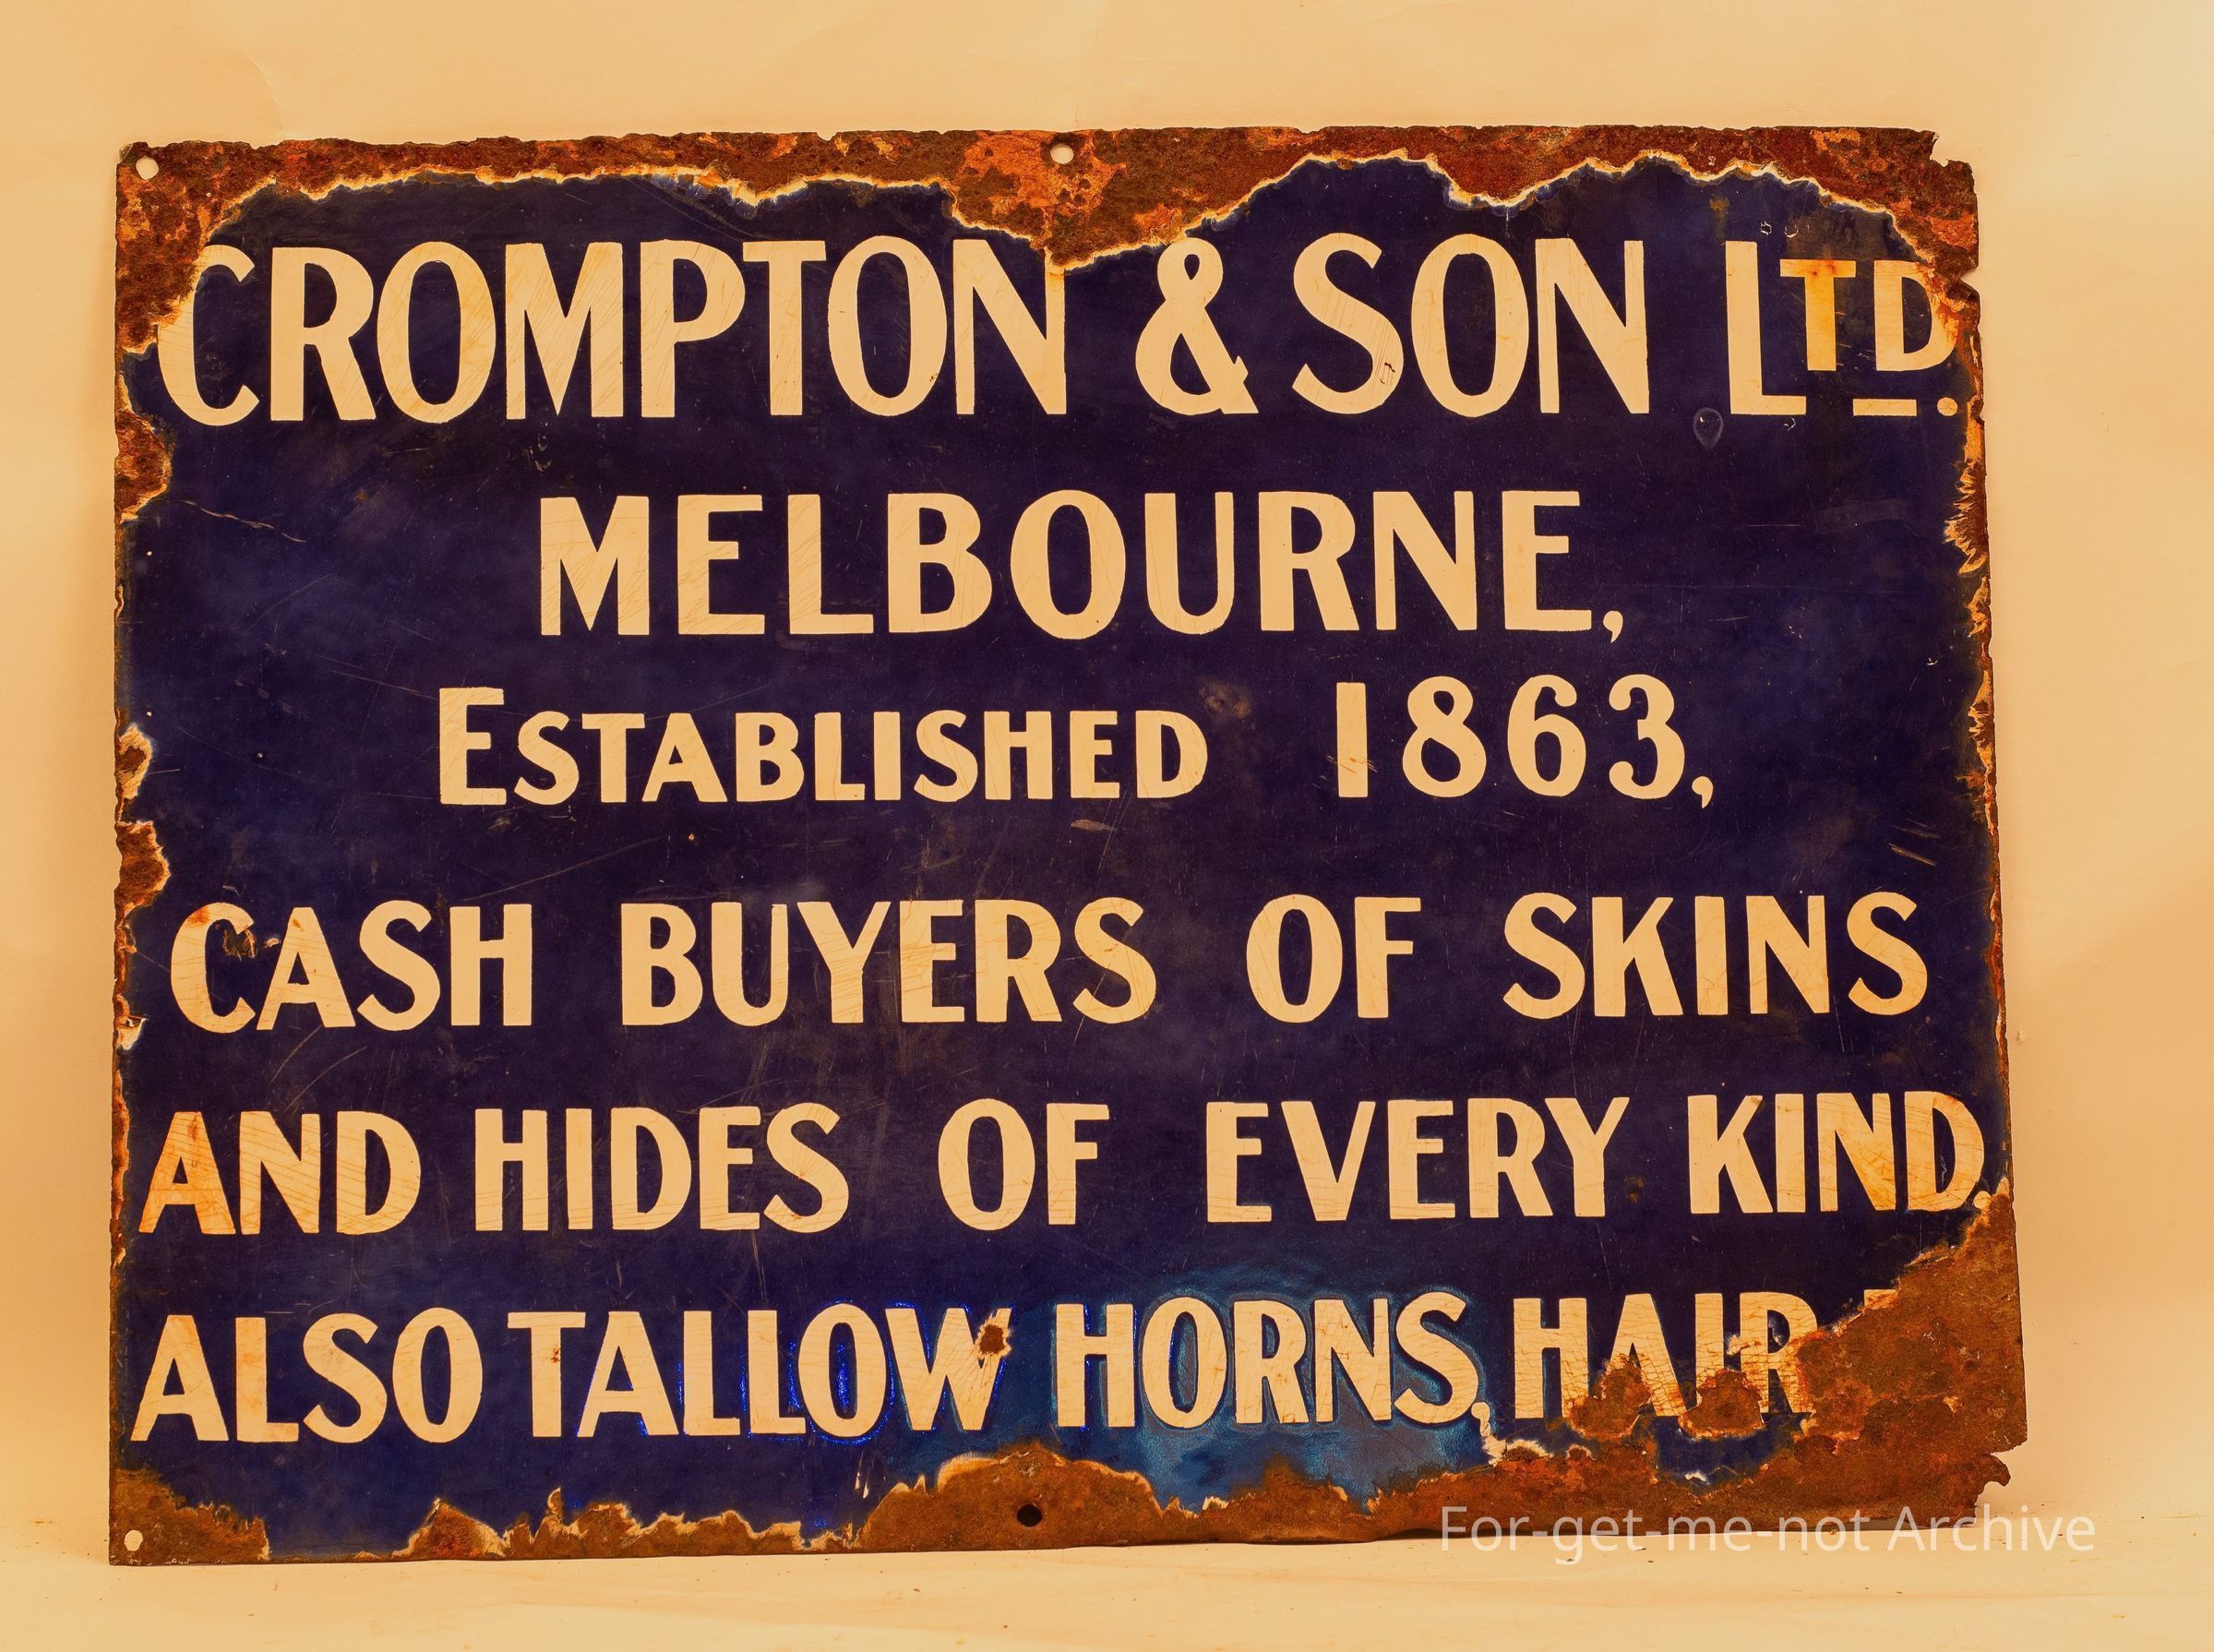 CROMPTON & SON LTD.
MELBOURNE,
ESTABLISHED 1863,
CASH BUYERS OF SKINS
AND HIDES OF EVERY KIND,
ALSO TALLOW HORNS, HAIR
For-get-me-not Archive